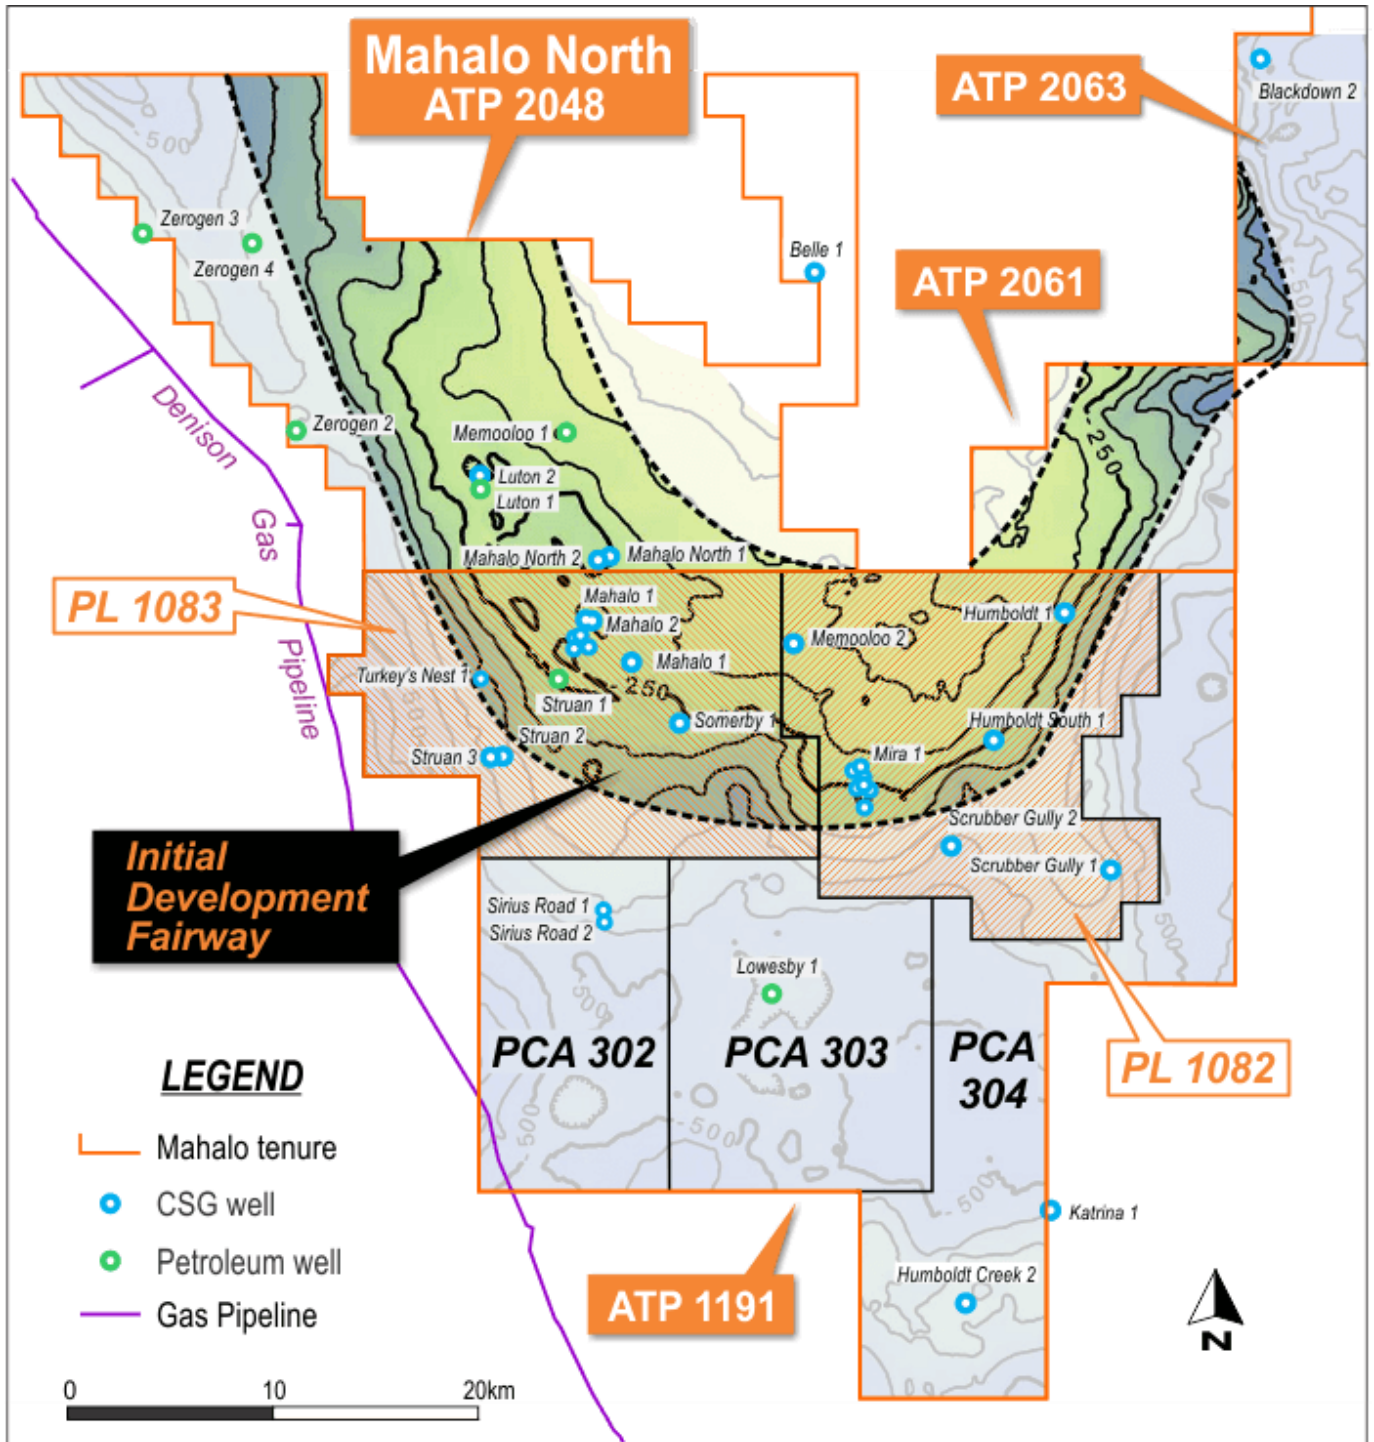 Mahalo North
ATP 2048
ATP 2063
Blackdown 2
-500
Zerogen 3
Zerogen 4
Belle 1
ATP 2061
-500
Denison
Gas
Pipeline
Zerogen 2
Memooloo 1
Luton 2
Luton 1
-250
Mahalo North 2
Mahalo North 1
PL 1083
Mahalo 1
Mahalo 2
Humboldt 1
Memooloo 2
Mahalo 1
Turkey's Nest 1
-250
Struan 1
-500
Somerby 1
Humboldt South 1
Struan 2
Struan 3
Mira 1
Scrubber Gully 2
Scrubber Gully 1
Initial
Development
Fairway
Sirius Road 1
Sirius Road 2
-500
Lowesby 1
-500
PCA 302
PCA 303
PCA
304
PL 1082
-500
-500
-500
Katrina 1
Humboldt Creek 2
ATP 1191
LEGEND
Mahalo tenure
CSG well
Petroleum well
Gas Pipeline
N
0 10 20km